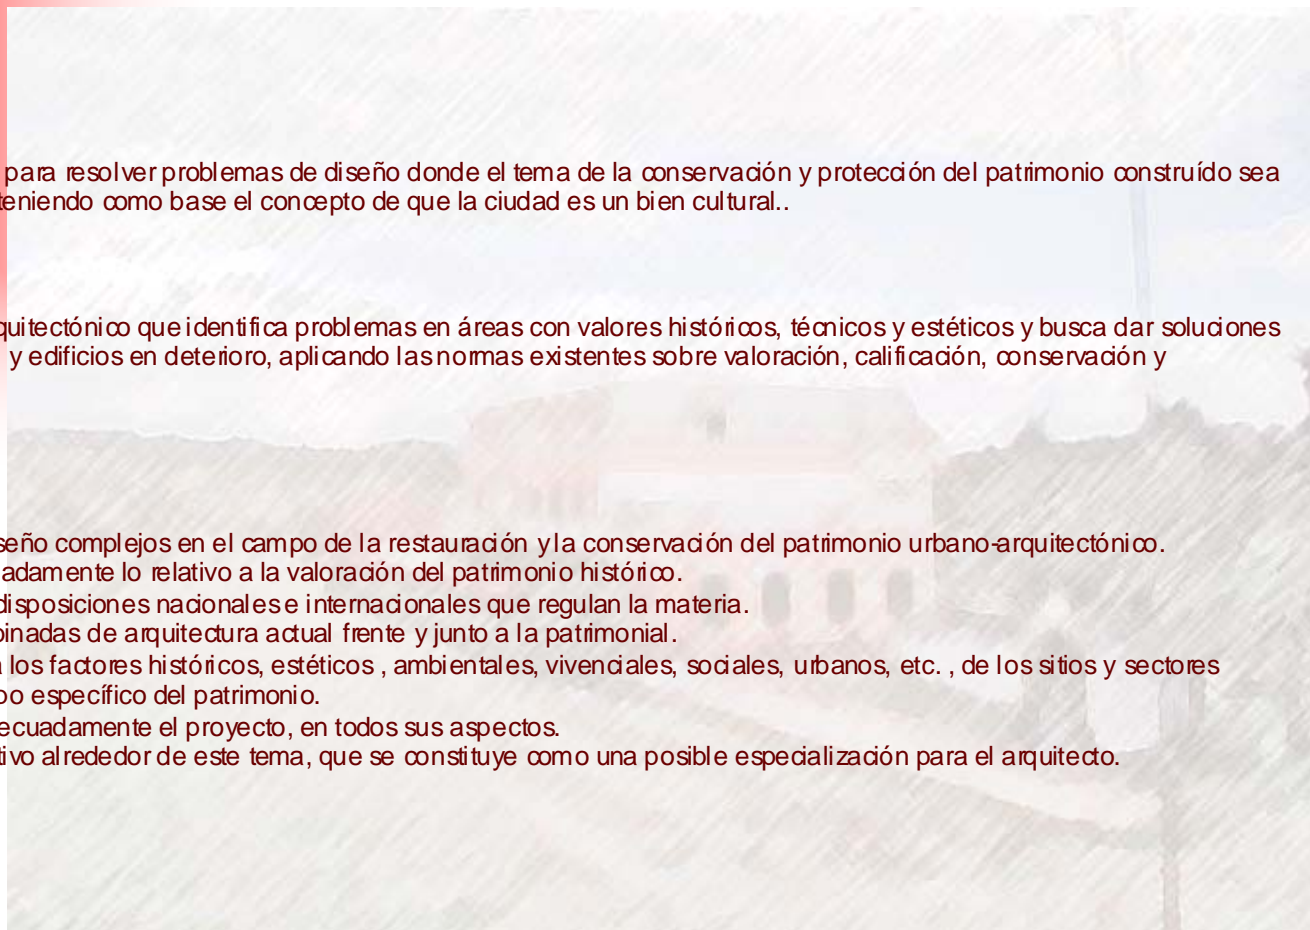 para resolver problemas de diseño donde el tema de la conservación y protección del patrimonio construído sea
teniendo como base el concepto de que la ciudad es un bien cultural..
quitectónico que identifica problemas en áreas con valores históricos, técnicos y estéticos y busca dar soluciones
y edificios en deterioro, aplicando las normas existentes sobre valoración, calificación, conservación y
seño complejos en el campo de la restauración y la conservación del patrimonio urbano-arquitectónico.
adamente lo relativo a la valoración del patrimonio histórico.
disposiciones nacionales e internacionales que regulan la materia.
binadas de arquitectura actual frente y junto a la patrimonial.
a los factores históricos, estéticos , ambientales, vivenciales, sociales, urbanos, etc. , de los sitios y sectores
po específico del patrimonio.
ecuadamente el proyecto, en todos sus aspectos.
tivo alrededor de este tema, que se constituye como una posible especialización para el arquitecto.